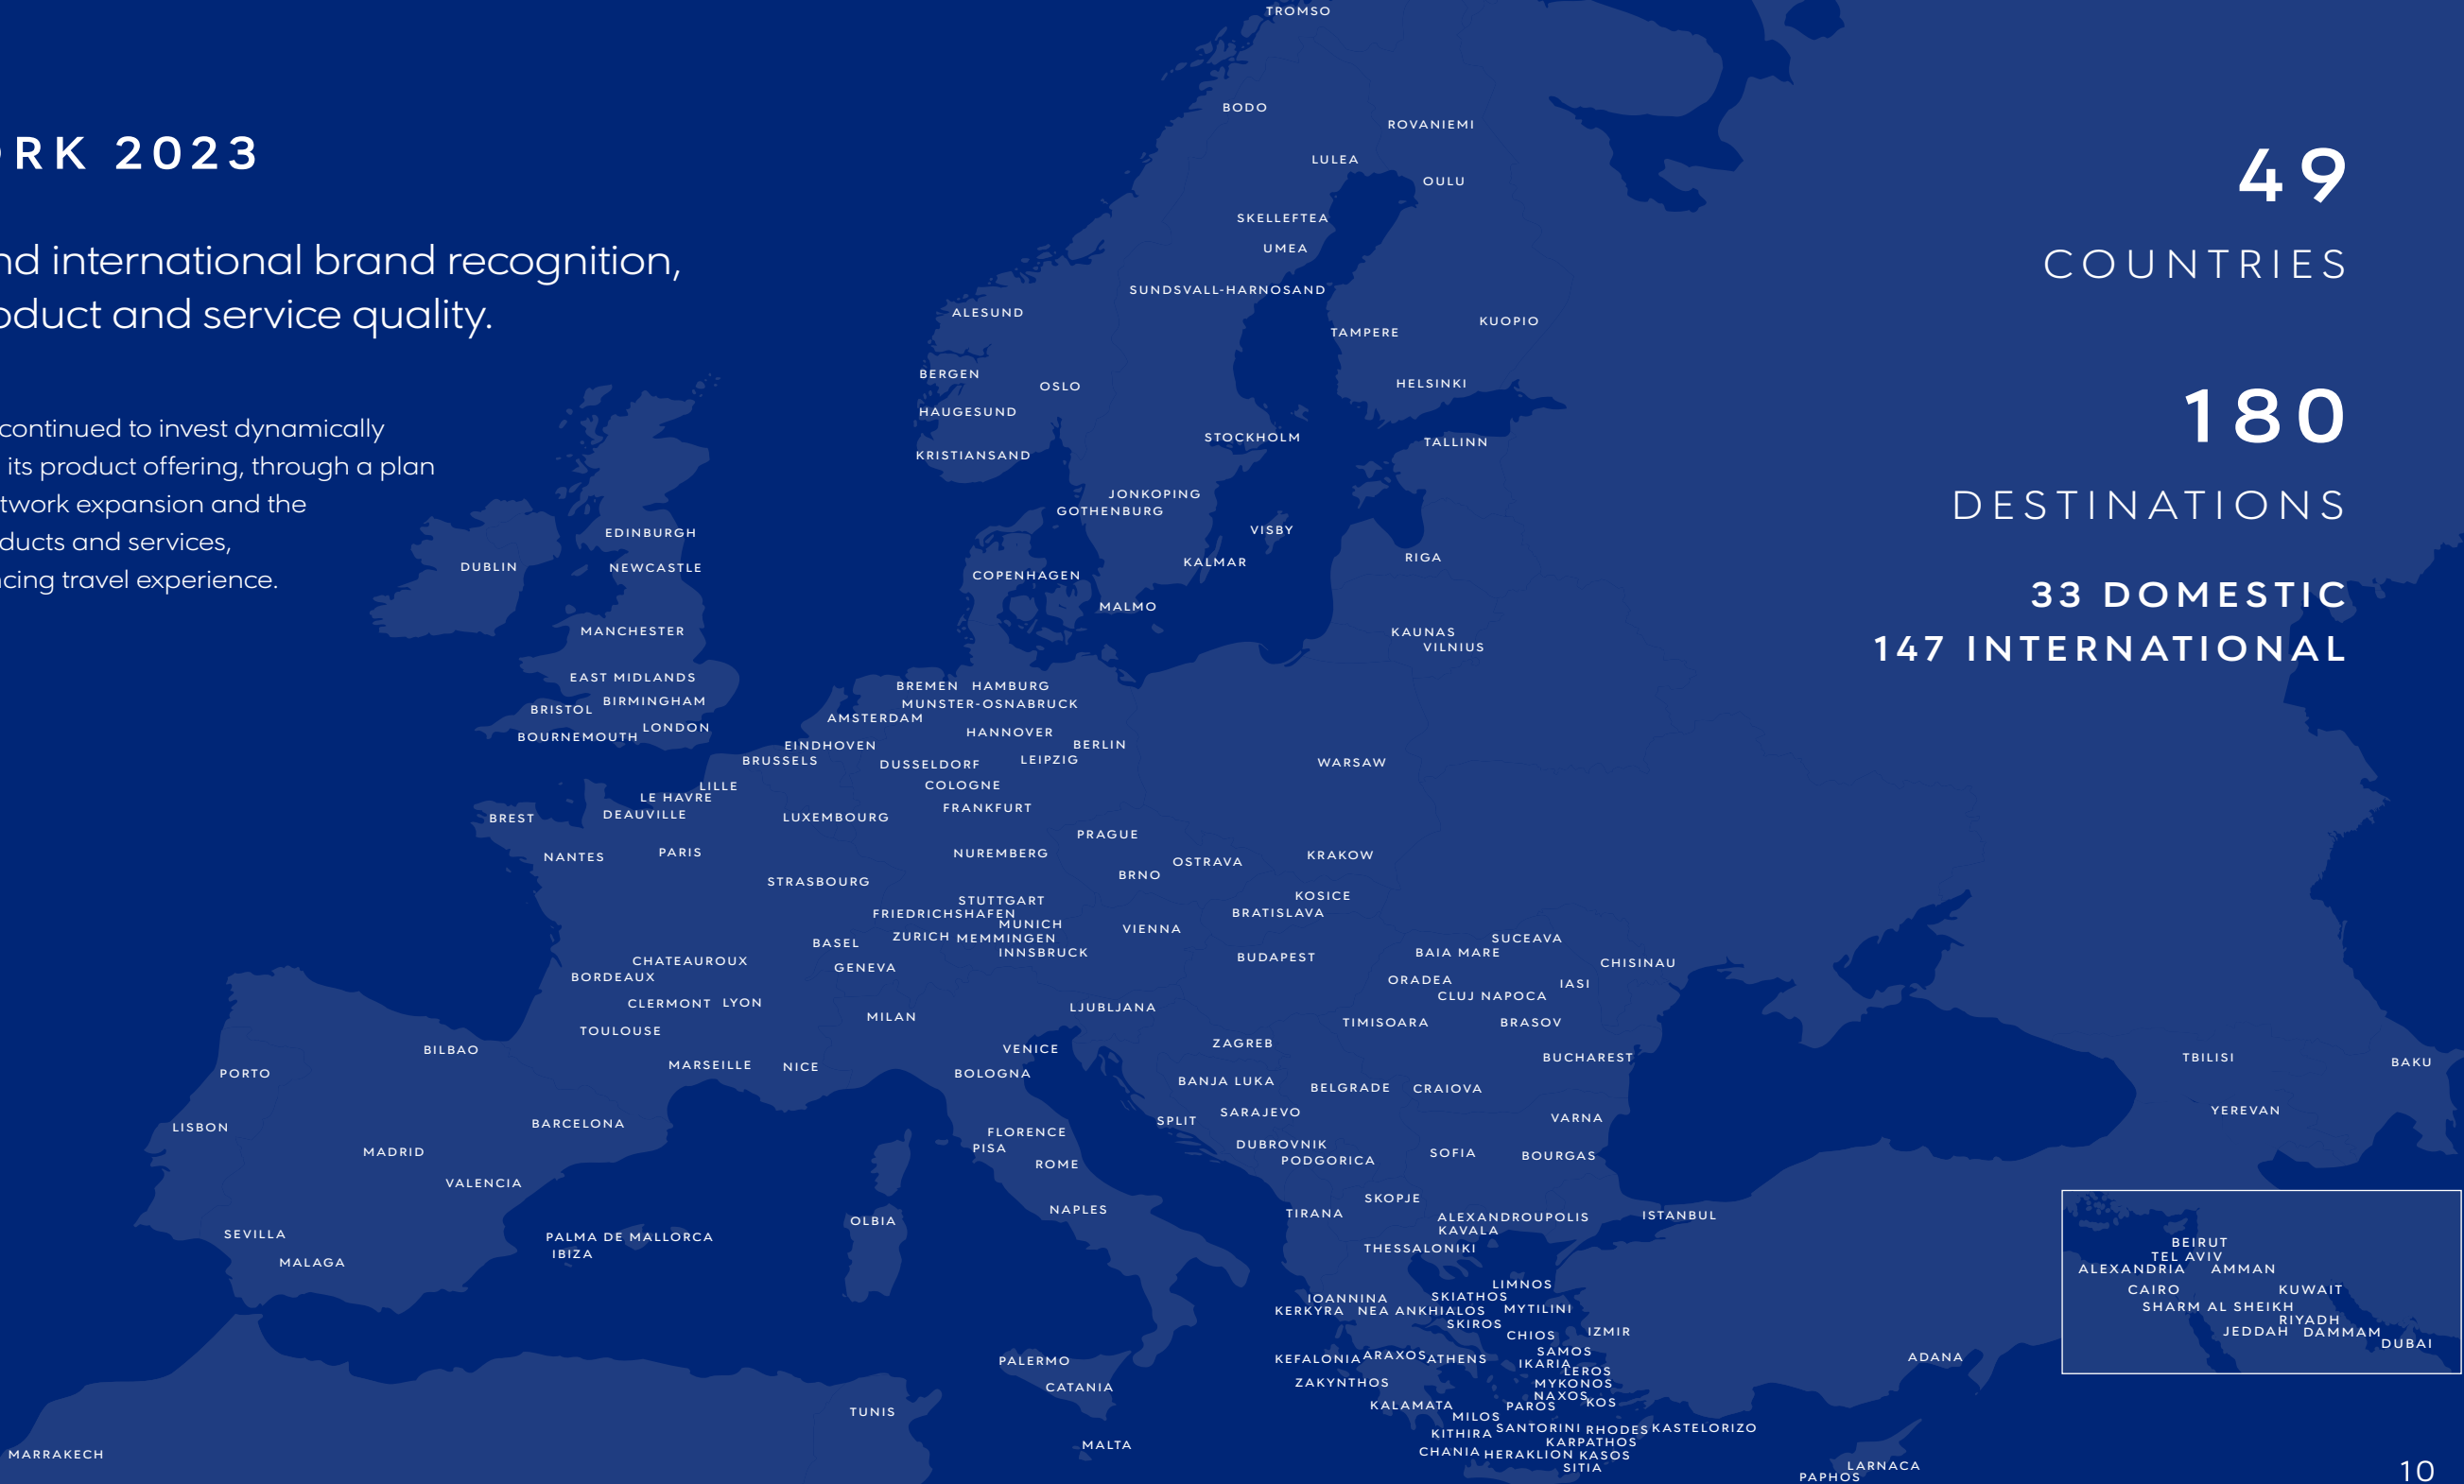 ORK 2023
nd international brand recognition,
oduct and service quality.
continued to invest dynamically
its product offering, through a plan
twork expansion and the
ducts and services,
ncing travel experience.
49
COUNTRIES
180
DESTINATIONS
33 DOMESTIC
147 INTERNATIONAL
TROMSO
BODO
ROVANIEMI
LULEA
OULU
SKELLEFTEA
UMEA
SUNDSVALL-HARNOSAND
ALESUND
KUOPIO
TAMPERE
BERGEN
OSLO
HELSINKI
HAUGESUND
STOCKHOLM
TALLINN
KRISTIANSAND
JONKOPING
GOTHENBURG
VISBY
EDINBURGH
RIGA
KALMAR
DUBLIN
NEWCASTLE
COPENHAGEN
MALMO
MANCHESTER
KAUNAS
VILNIUS
EAST MIDLANDS
BREMEN
HAMBURG
BIRMINGHAM
MUNSTER-OSNABRUCK
BRISTOL
AMSTERDAM
LONDON
HANNOVER
BOURNEMOUTH
EINDHOVEN
BERLIN
BRUSSELS
DUSSELDORF
LEIPZIG
WARSAW
LILLE
COLOGNE
LE HAVRE
FRANKFURT
DEAUVILLE
BREST
LUXEMBOURG
PRAGUE
NANTES
PARIS
NUREMBERG
KRAKOW
OSTRAVA
BRNO
STRASBOURG
KOSICE
STUTTGART
FRIEDRICHSHAFEN
BRATISLAVA
MUNICH
VIENNA
ZURICH
MEMMINGEN
SUCEAVA
BASEL
INNSBRUCK
BAIA MARE
BUDAPEST
CHISINAU
CHATEAUROUX
GENEVA
BORDEAUX
ORADEA
IASI
CLUJ NAPOCA
CLERMONT
LYON
LJUBLJANA
MILAN
TIMISOARA
BRASOV
TOULOUSE
ZAGREB
BILBAO
VENICE
BUCHAREST
TBILISI
BAKU
MARSEILLE
NICE
PORTO
BOLOGNA
BANJA LUKA
BELGRADE
CRAIOVA
YEREVAN
SARAJEVO
VARNA
SPLIT
BARCELONA
LISBON
FLORENCE
DUBROVNIK
PISA
MADRID
SOFIA
BOURGAS
PODGORICA
ROME
VALENCIA
SKOPJE
NAPLES
TIRANA
ISTANBUL
ALEXANDROUPOLIS
OLBIA
KAVALA
SEVILLA
PALMA DE MALLORCA
THESSALONIKI
IBIZA
MALAGA
LIMNOS
IOANNINA
SKIATHOS
KERKYRA
NEA ANKHIALOS
MYTILINI
SKIROS
CHIOS
IZMIR
SAMOS
KEFALONIA
ARAXOS
ATHENS
IKARIA
LEROS
ADANA
PALERMO
ZAKYNTHOS
MYKONOS
CATANIA
NAXOS
KOS
KALAMATA
PAROS
TUNIS
MILOS
SANTORINI
RHODES
KASTELORIZO
KITHIRA
KARPATHOS
MALTA
CHANIA
HERAKLION
KASOS
MARRAKECH
SITIA
LARNACA
PAPHOS
BEIRUT
TEL AVIV
ALEXANDRIA
AMMAN
CAIRO
KUWAIT
SHARM AL SHEIKH
RIYADH
JEDDAH
DAMMAM
DUBAI
10